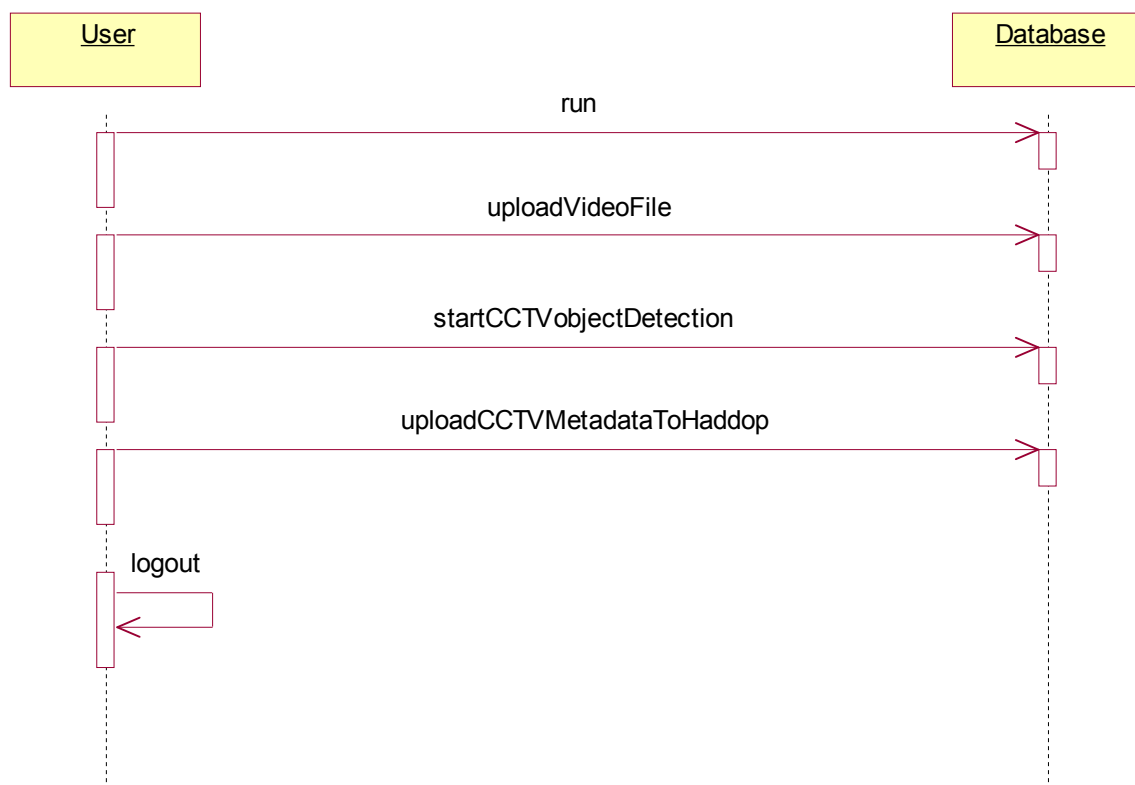 User
Database
run
uploadVideoFile
startCCTVobjectDetection
uploadCCTVMetadataToHaddop
logout